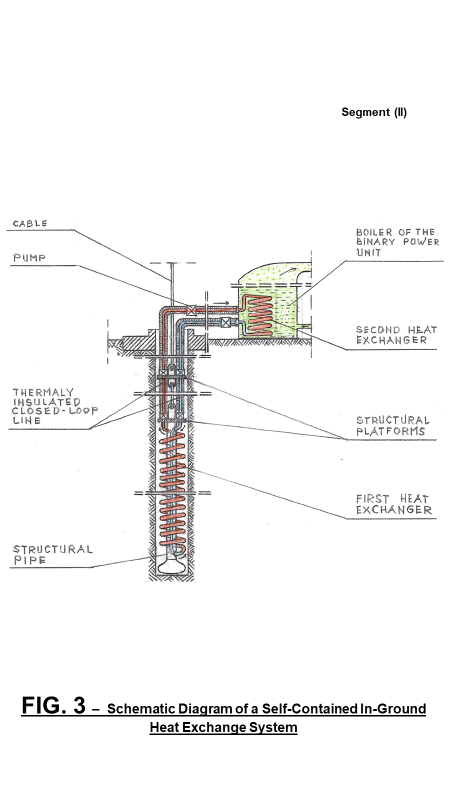 Segment (II)
CABLE
PUMP
BOILER OF THE
BINARY POWER
UNIT
SECOND HEAT
EXCHANGER
THERMALY
INSULATED
CLOSED-LOOP
LINE
STRUCTURAL
PLATFORMS
FIRST HEAT
EXCHANGER
STRUCTURAL
PIPE
FIG. 3 – Schematic Diagram of a Self-Contained In-Ground
Heat Exchange System